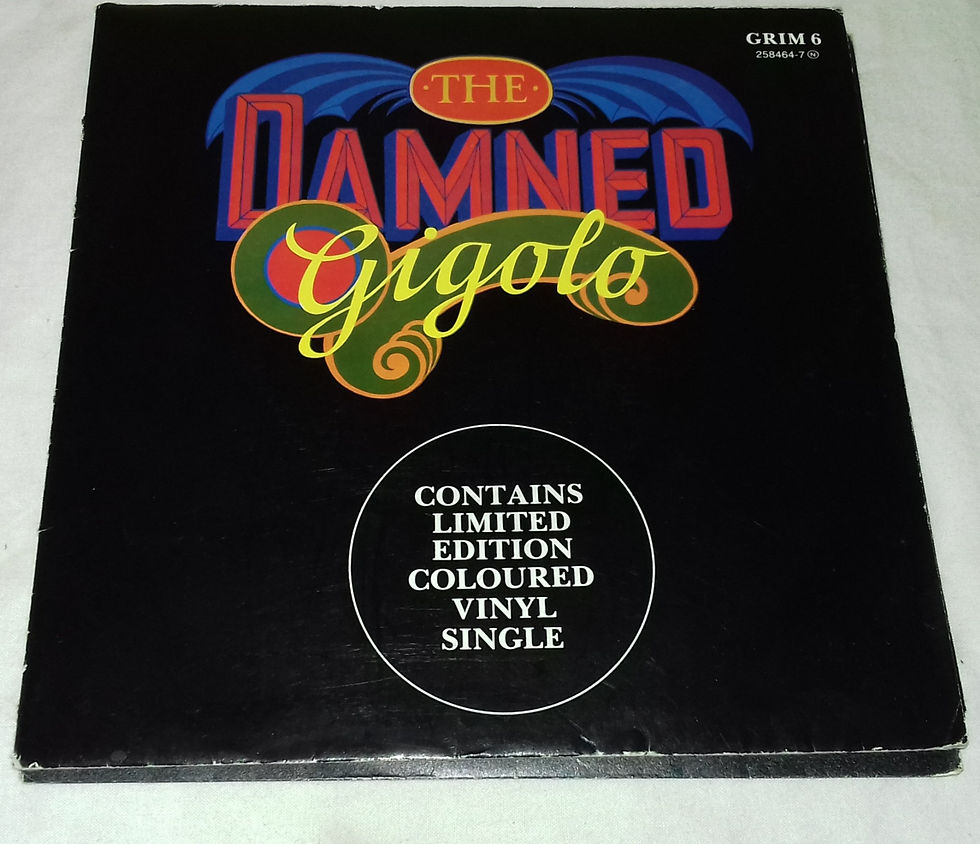 GRIM 6
258464-7 Ⓝ
·THE·
DAMNED
Gigolo
CONTAINS
LIMITED
EDITION
COLOURED
VINYL
SINGLE